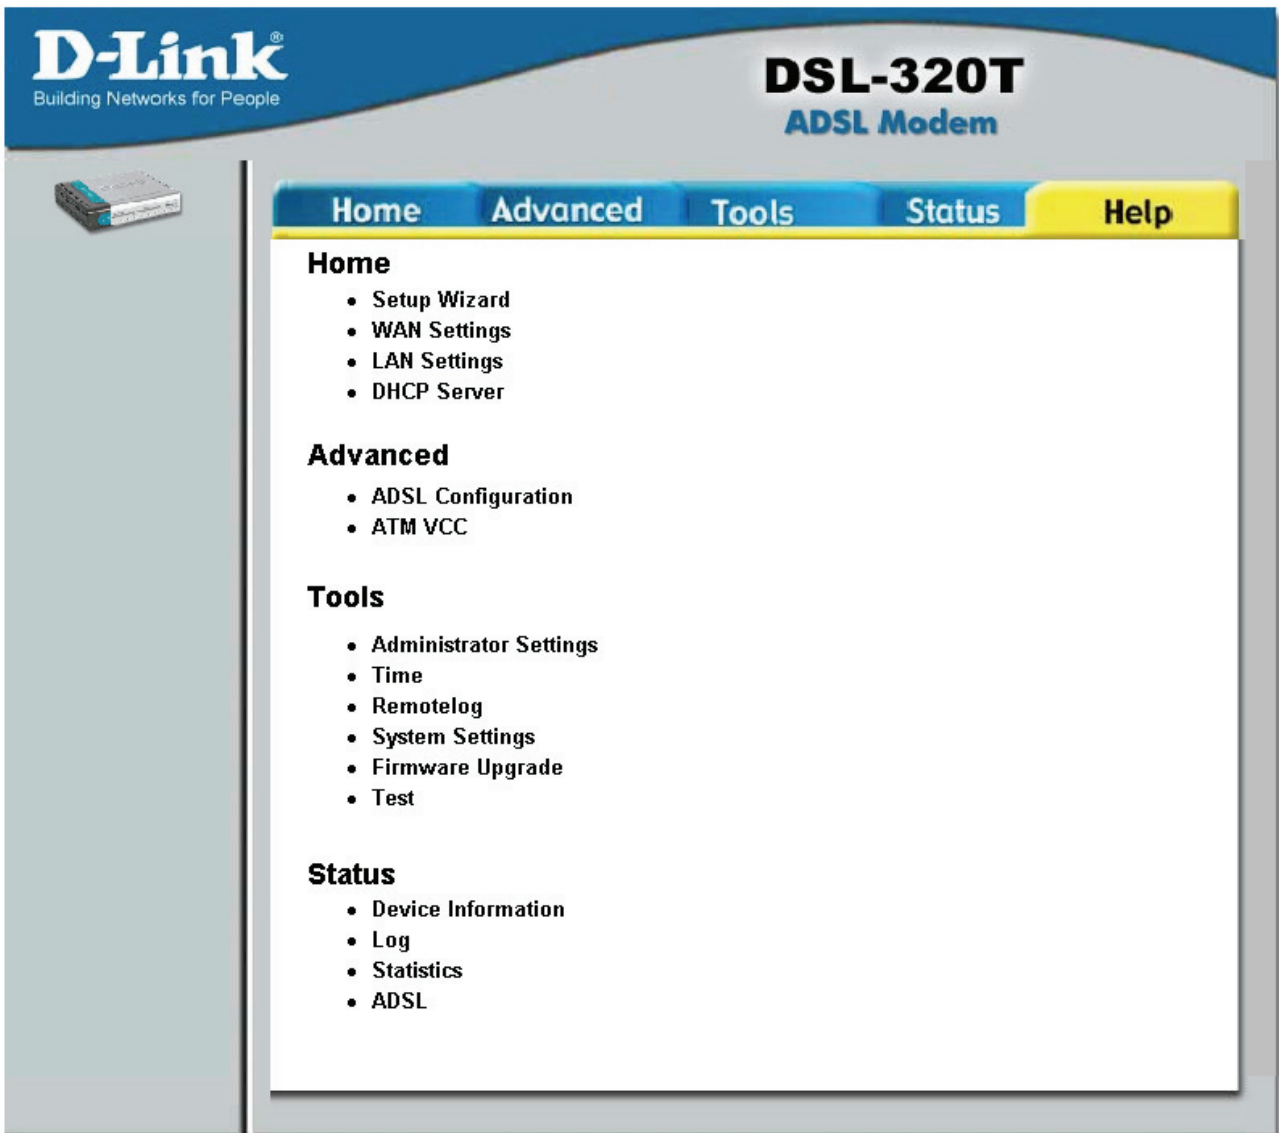 D-Link®
Building Networks for People
DSL-320T
ADSL Modem
Home Advanced Tools Status Help
Home
• Setup Wizard
• WAN Settings
• LAN Settings
• DHCP Server
Advanced
• ADSL Configuration
• ATM VCC
Tools
• Administrator Settings
• Time
• Remotelog
• System Settings
• Firmware Upgrade
• Test
Status
• Device Information
• Log
• Statistics
• ADSL